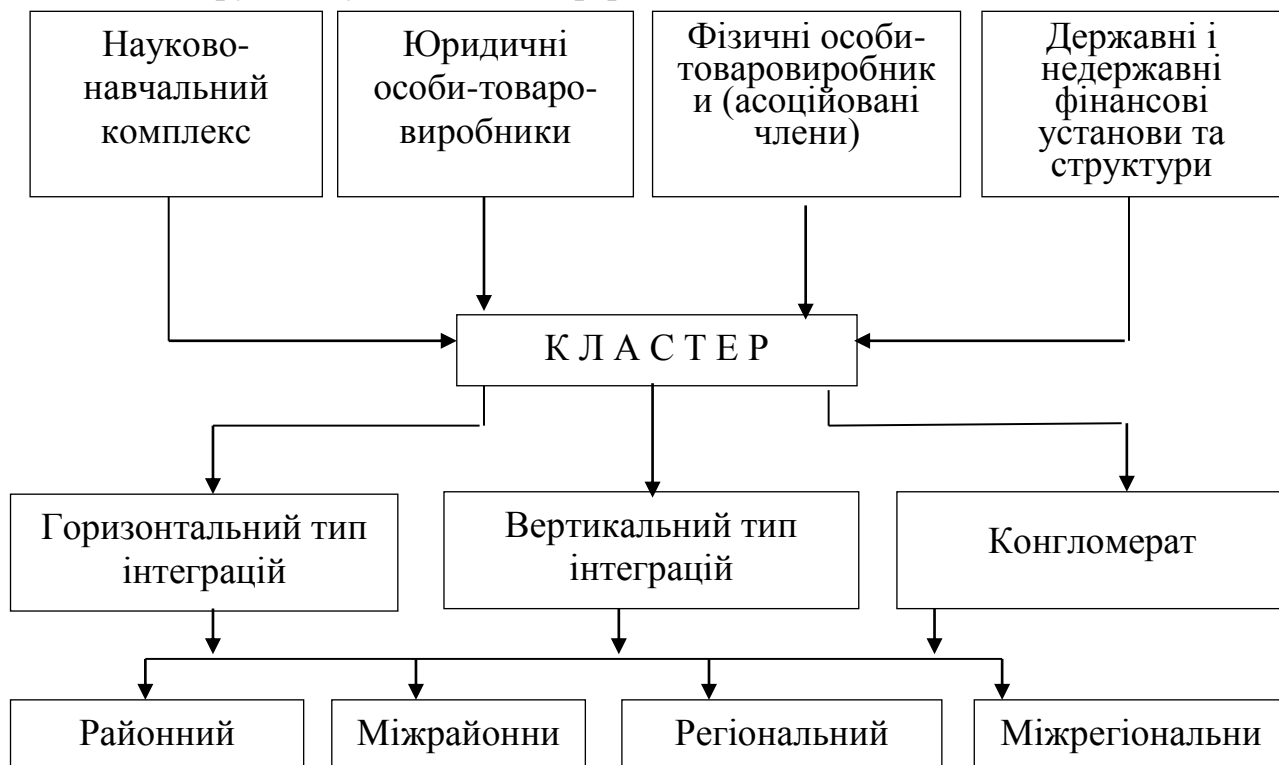 Науково-
навчальний
комплекс
Юридичні
особи-товаро-
виробники
Фізичні особи-
товаровиробник
и (асоційовані
члени)
Державні і
недержавні
фінансові
установи та
структури
К Л А С Т Е Р
Горизонтальний тип
інтеграцій
Вертикальний тип
інтеграцій
Конгломерат
Районний
Міжрайонни
Регіональний
Міжрегіональни